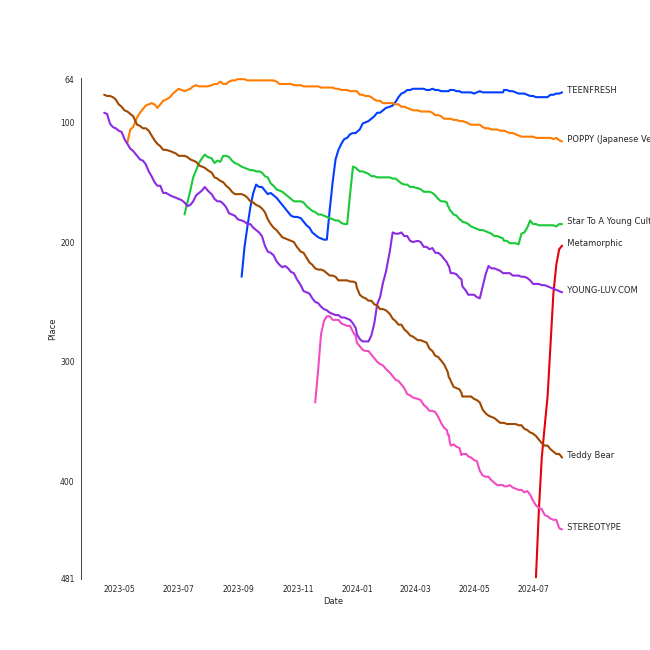 64
100
200
300
400
481
Place
2023-05
2023-07
2023-09
2023-11
2024-01
2024-03
2024-05
2024-07
Date
TEENFRESH
POPPY (Japanese Ve
Star To A Young Cult
Metamorphic
YOUNG-LUV.COM
Teddy Bear
STEREOTYPE